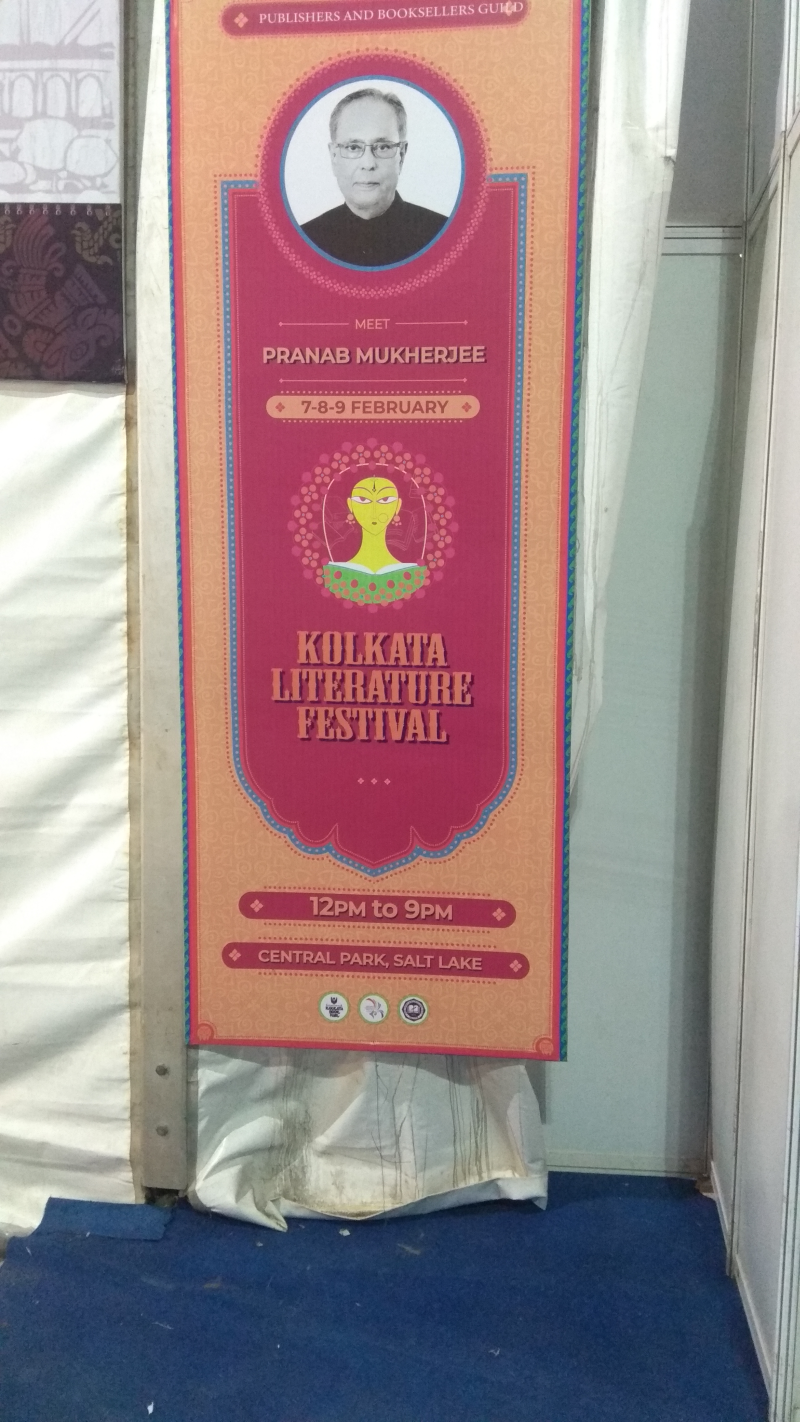 PUBLISHERS AND BOOKSELLERS GUILD
MEET
PRANAB MUKHERJEE
7-8-9 FEBRUARY
KOLKATA
LITERATURE
FESTIVAL
12PM to 9PM
CENTRAL PARK, SALT LAKE